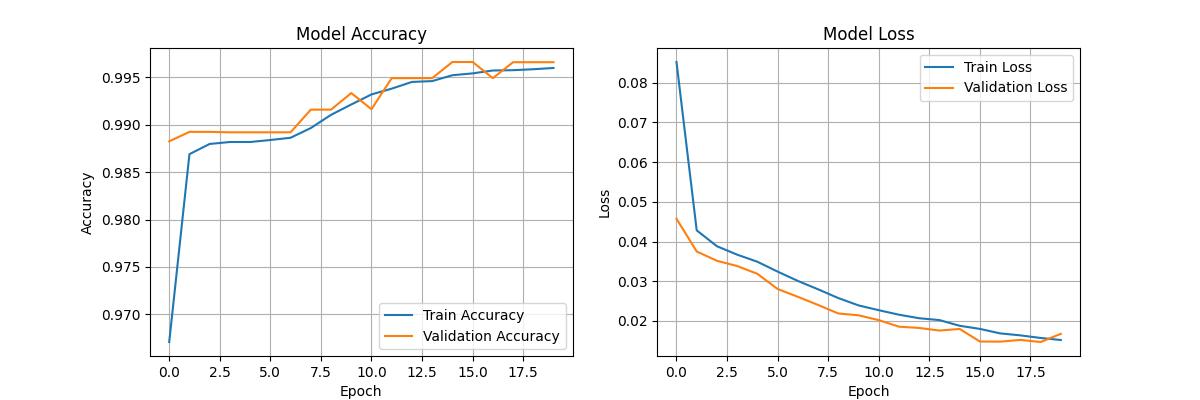 Model Accuracy
Accuracy
0.995
0.990
0.985
0.980
0.975
0.970
0.0 2.5 5.0 7.5 10.0 12.5 15.0 17.5
Epoch
Train Accuracy
Validation Accuracy
Model Loss
Loss
0.08
0.07
0.06
0.05
0.04
0.03
0.02
0.0 2.5 5.0 7.5 10.0 12.5 15.0 17.5
Epoch
Train Loss
Validation Loss